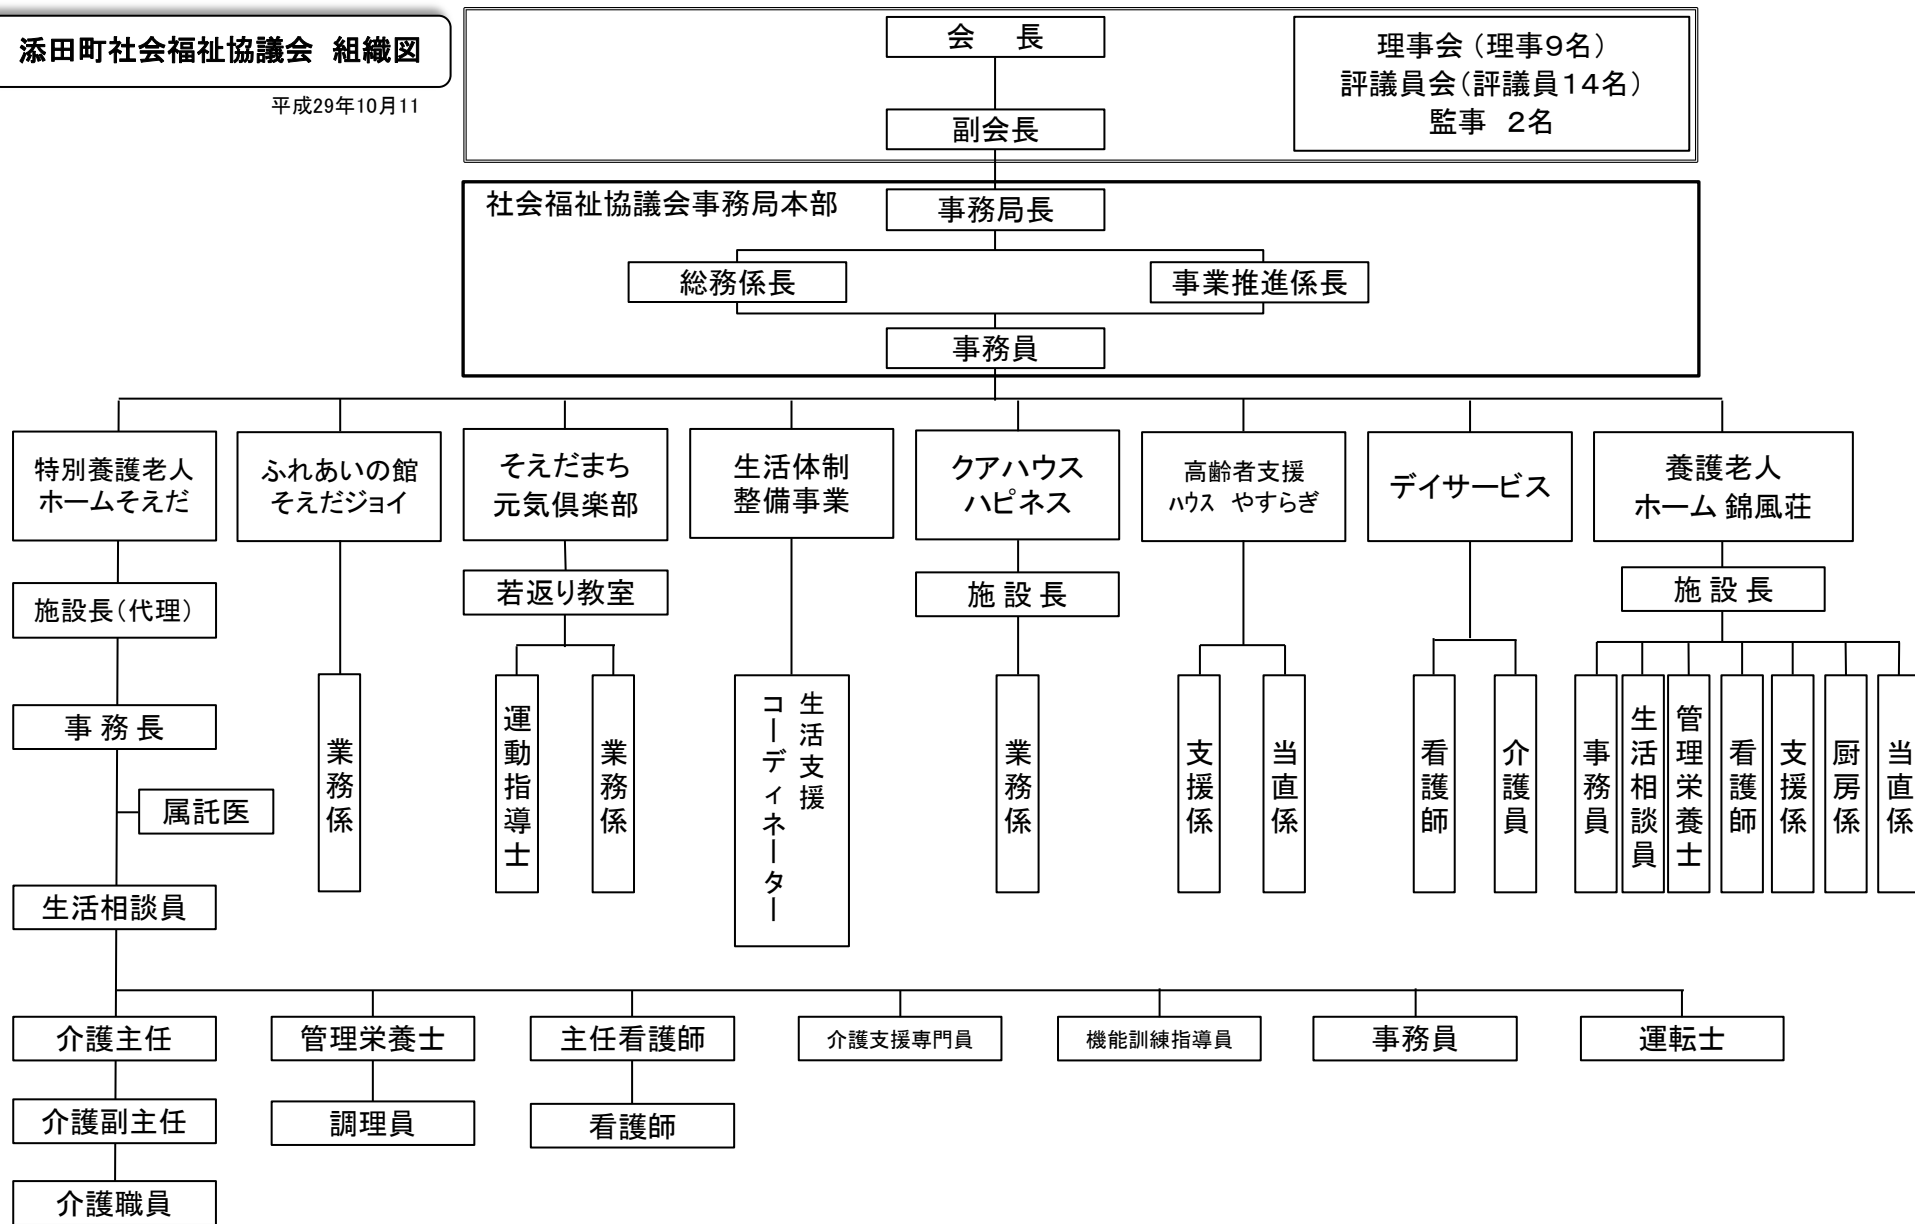 添田町社会福祉協議会 組織図
平成29年10月11
会 長
副会長
理事会（理事9名）
評議員会（評議員14名）
監事 2名
社会福祉協議会事務局本部
事務局長
総務係長
事業推進係長
事務員
特別養護老人
ホームそえだ
ふれあいの館
そえだジョイ
そえだまち
元気倶楽部
生活体制
整備事業
クアハウス
ハピネス
高齢者支援
ﾊｳｽ やすらぎ
デイサービス
養護老人
ホーム 錦風荘
施設長（代理）
若返り教室
施 設 長
施 設 長
事 務 長
属託医
生活相談員
業務係
運動指導士
業務係
生活支援
コーディネーター
業務係
支援係
当直係
看護師
介護員
事務員
生活相談員
管理栄養士
看護師
支援係
厨房係
当直係
介護主任
管理栄養士
主任看護師
介護支援専門員
機能訓練指導員
事務員
運転士
介護副主任
調理員
看護師
介護職員